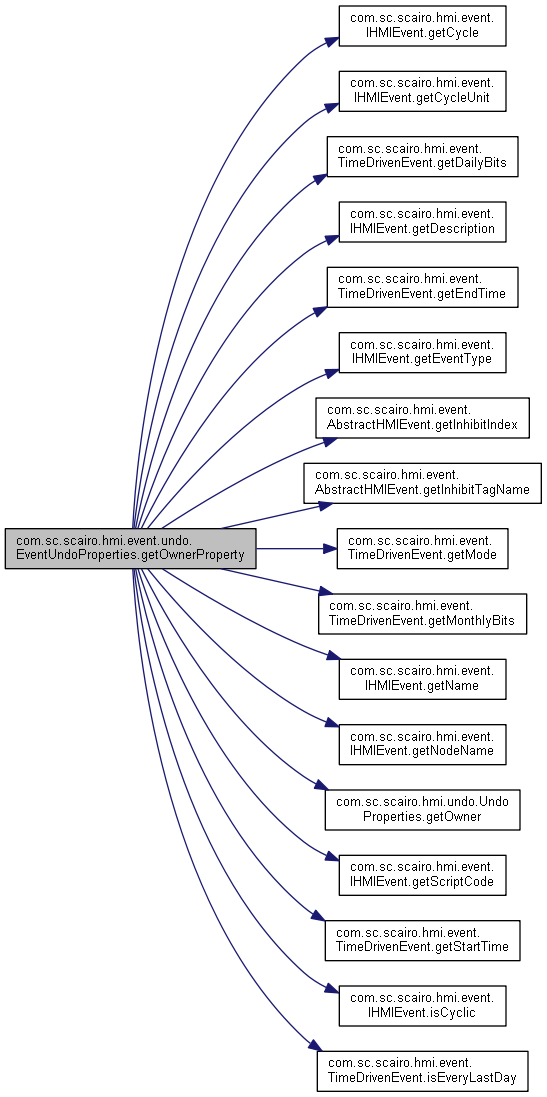 com.sc.scairo.hmi.event.
IHMIEvent.getCycle
com.sc.scairo.hmi.event.
IHMIEvent.getCycleUnit
com.sc.scairo.hmi.event.
TimeDrivenEvent.getDailyBits
com.sc.scairo.hmi.event.
IHMIEvent.getDescription
com.sc.scairo.hmi.event.
TimeDrivenEvent.getEndTime
com.sc.scairo.hmi.event.
IHMIEvent.getEventType
com.sc.scairo.hmi.event.
AbstractHMIEvent.getInhibitIndex
com.sc.scairo.hmi.event.
AbstractHMIEvent.getInhibitTagName
com.sc.scairo.hmi.event.undo.
EventUndoProperties.getOwnerProperty
com.sc.scairo.hmi.event.
TimeDrivenEvent.getMode
com.sc.scairo.hmi.event.
TimeDrivenEvent.getMonthlyBits
com.sc.scairo.hmi.event.
IHMIEvent.getName
com.sc.scairo.hmi.event.
IHMIEvent.getNodeName
com.sc.scairo.hmi.undo.Undo
Properties.getOwner
com.sc.scairo.hmi.event.
IHMIEvent.getScriptCode
com.sc.scairo.hmi.event.
TimeDrivenEvent.getStartTime
com.sc.scairo.hmi.event.
IHMIEvent.isCyclic
com.sc.scairo.hmi.event.
TimeDrivenEvent.isEveryLastDay